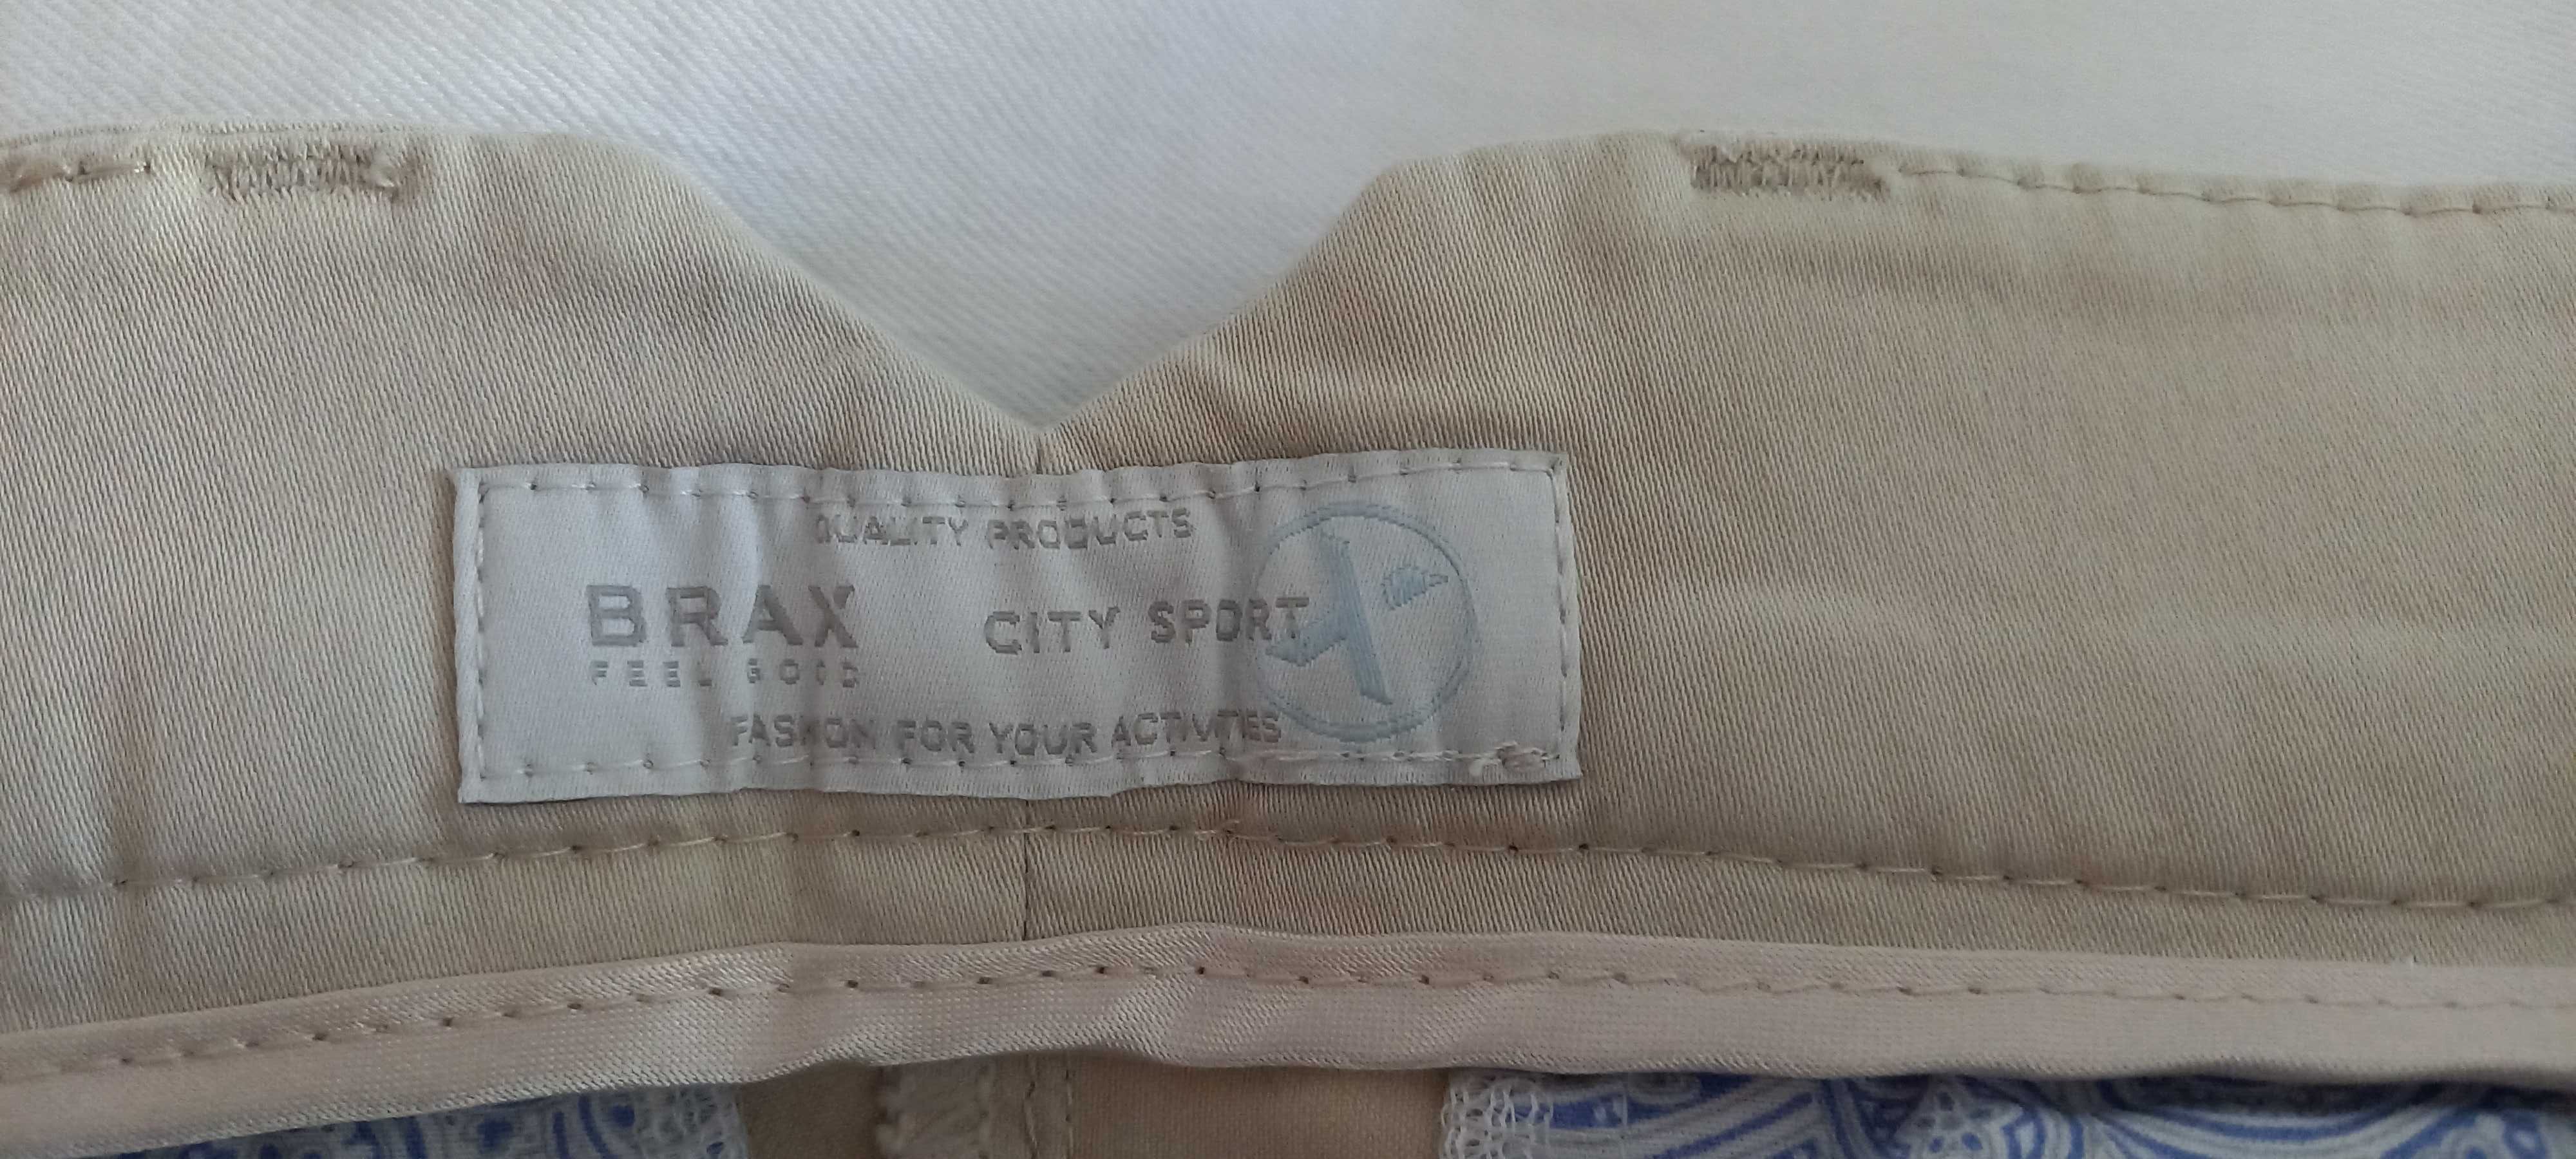 QUALITY PRODUCTS
BRAX CITY SPORT
FEEL GOOD
FASHION FOR YOUR ACTIVITIES